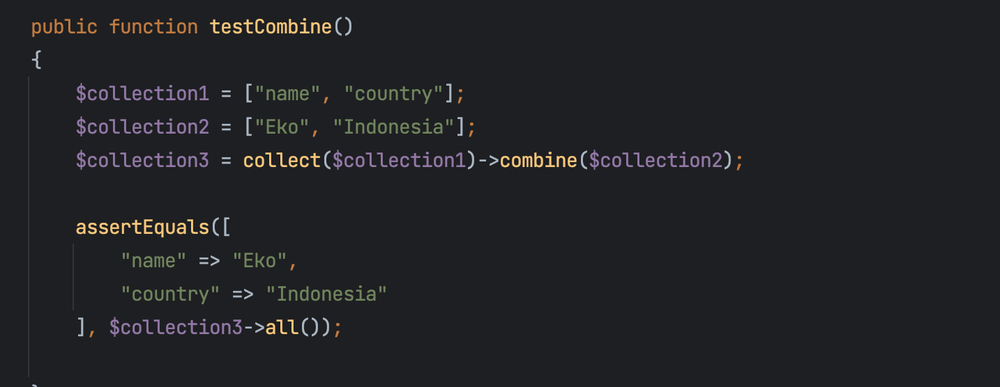 public function testCombine()
{
    $collection1 = ["name", "country"];
    $collection2 = ["Eko", "Indonesia"];
    $collection3 = collect($collection1)->combine($collection2);

    assertEquals([
        "name" => "Eko",
        "country" => "Indonesia"
    ], $collection3->all());